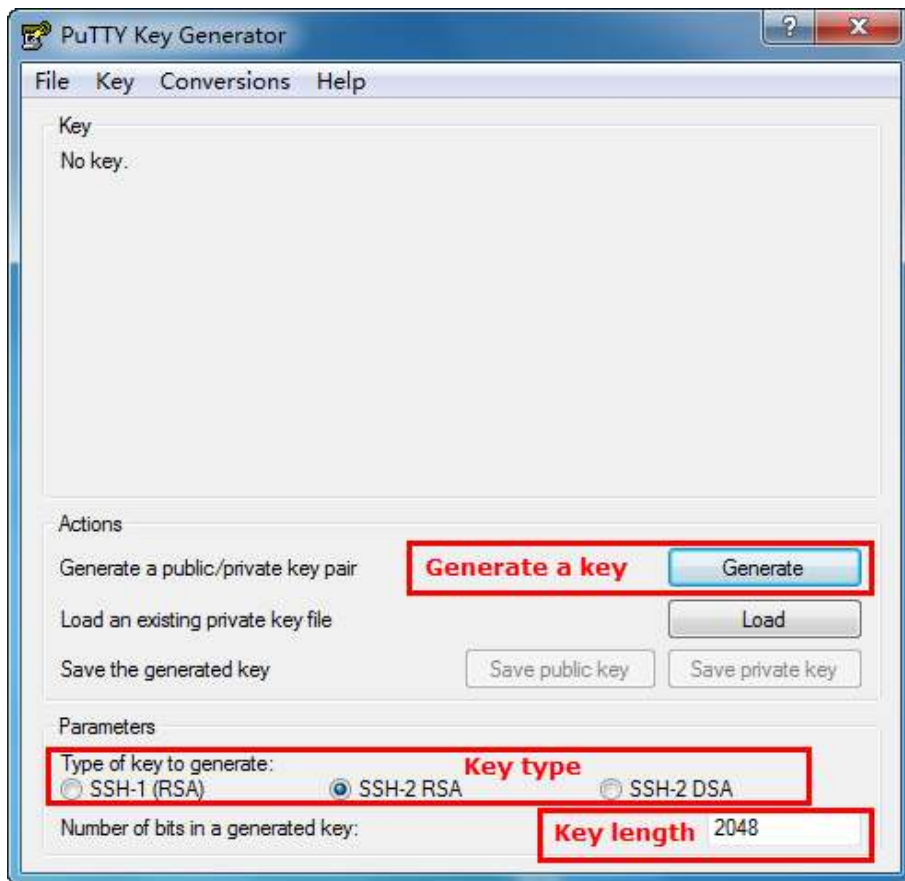 PuTTY Key Generator
?
X
File Key Conversions Help
Key
No key.
Actions
Generate a public/private key pair Generate a key Generate
Load an existing private key file Load
Save the generated key Save public key Save private key
Parameters
Type of key to generate: Key type
SSH-1 (RSA) SSH-2 RSA SSH-2 DSA
Number of bits in a generated key: Key length 2048